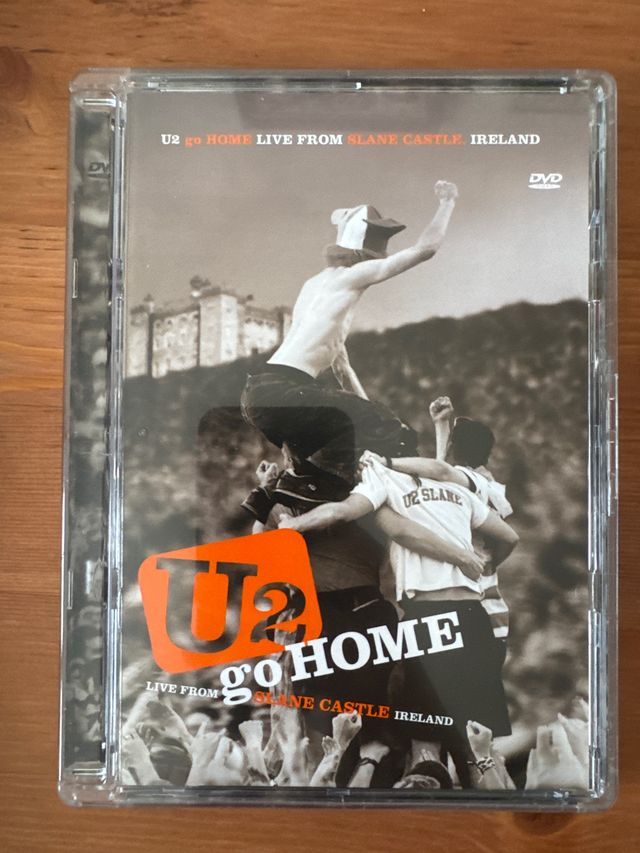 U2 go HOME LIVE FROM SLANE CASTLE, IRELAND
DVD
DVD
U2 SLANE
U2
go HOME
LIVE FROM SLANE CASTLE IRELAND